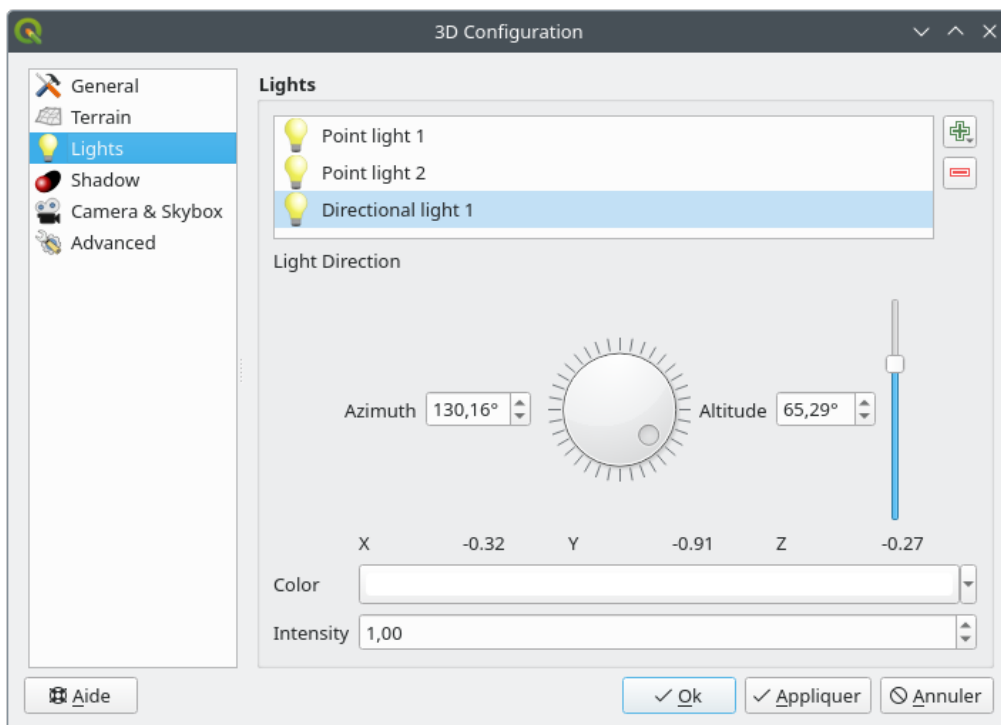 3D Configuration
General
Terrain
Lights
Shadow
Camera & Skybox
Advanced
Lights
Point light 1
Point light 2
Directional light 1
Light Direction
Azimuth 130,16° Altitude 65,29°
X -0.32 Y -0.91 Z -0.27
Color
Intensity 1,00
Aide Ok Appliquer Annuler